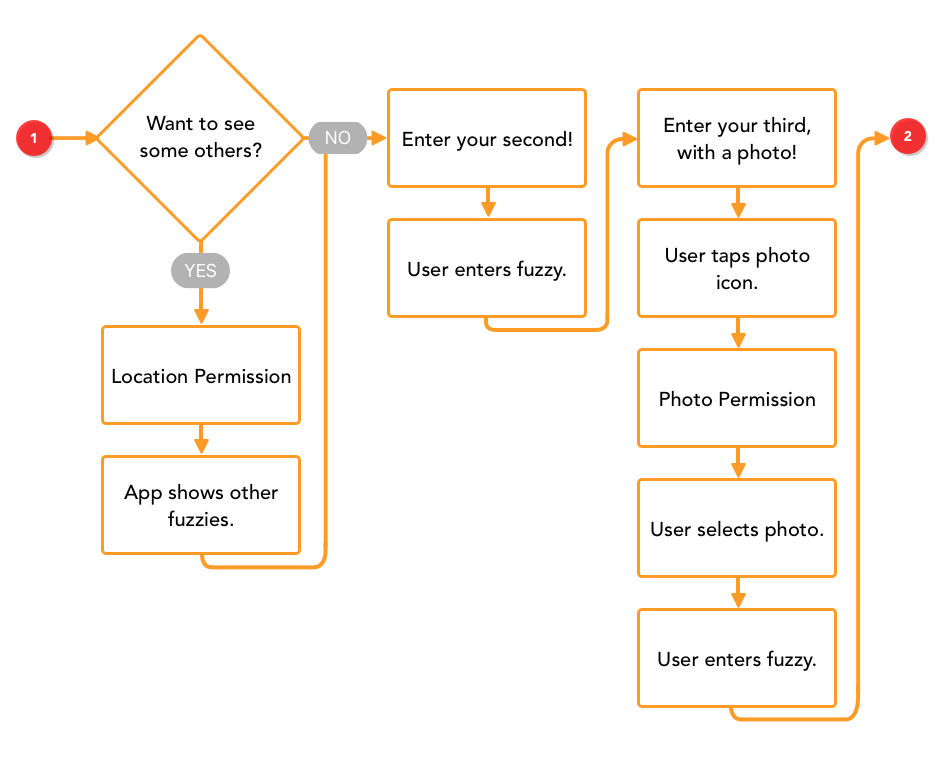 1
Want to see
some others?
NO
YES
Location Permission
App shows other
fuzzies.
Enter your second!
User enters fuzzy.
Enter your third,
with a photo!
User taps photo
icon.
Photo Permission
User selects photo.
User enters fuzzy.
2